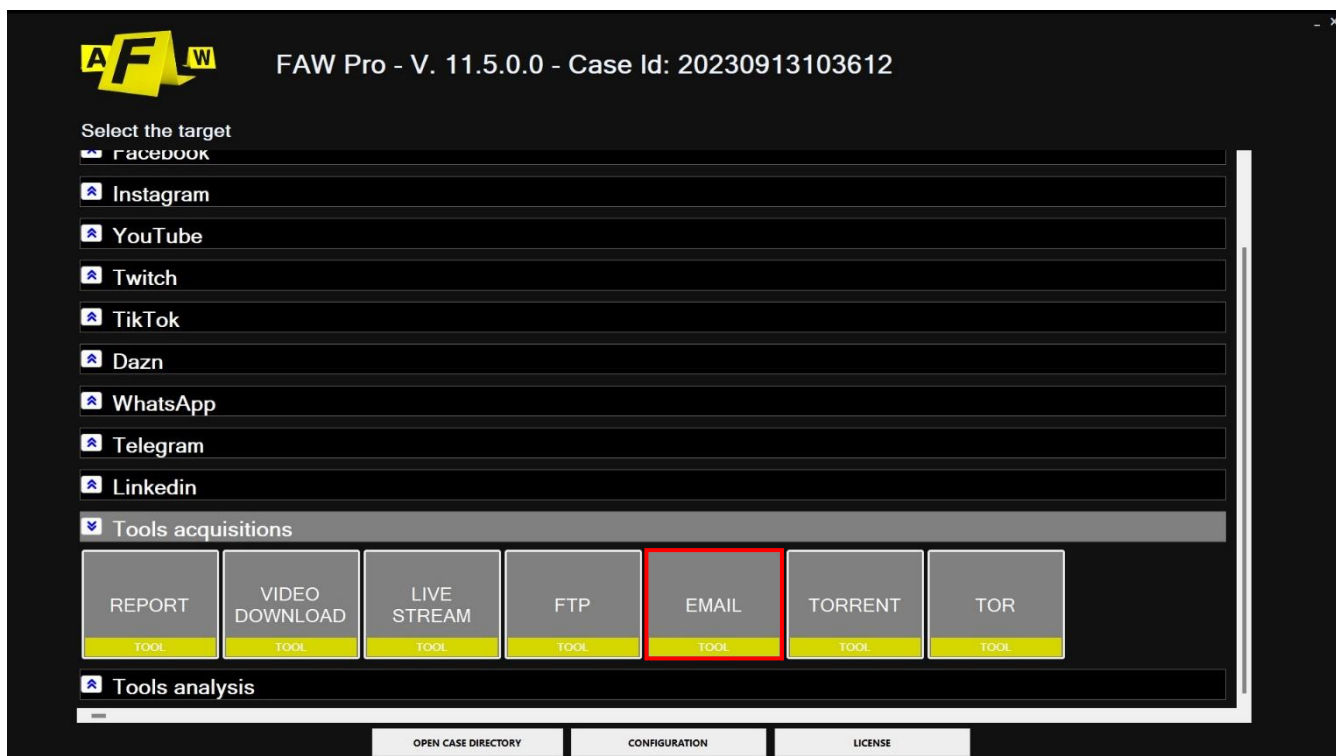 A F W
FAW Pro - V. 11.5.0.0 - Case Id: 20230913103612
Select the target
Facebook
Instagram
YouTube
Twitch
TikTok
Dazn
WhatsApp
Telegram
Linkedin
Tools acquisitions
REPORT
TOOL
VIDEO
DOWNLOAD
TOOL
LIVE
STREAM
TOOL
FTP
TOOL
EMAIL
TOOL
TORRENT
TOOL
TOR
TOOL
Tools analysis
OPEN CASE DIRECTORY
CONFIGURATION
LICENSE